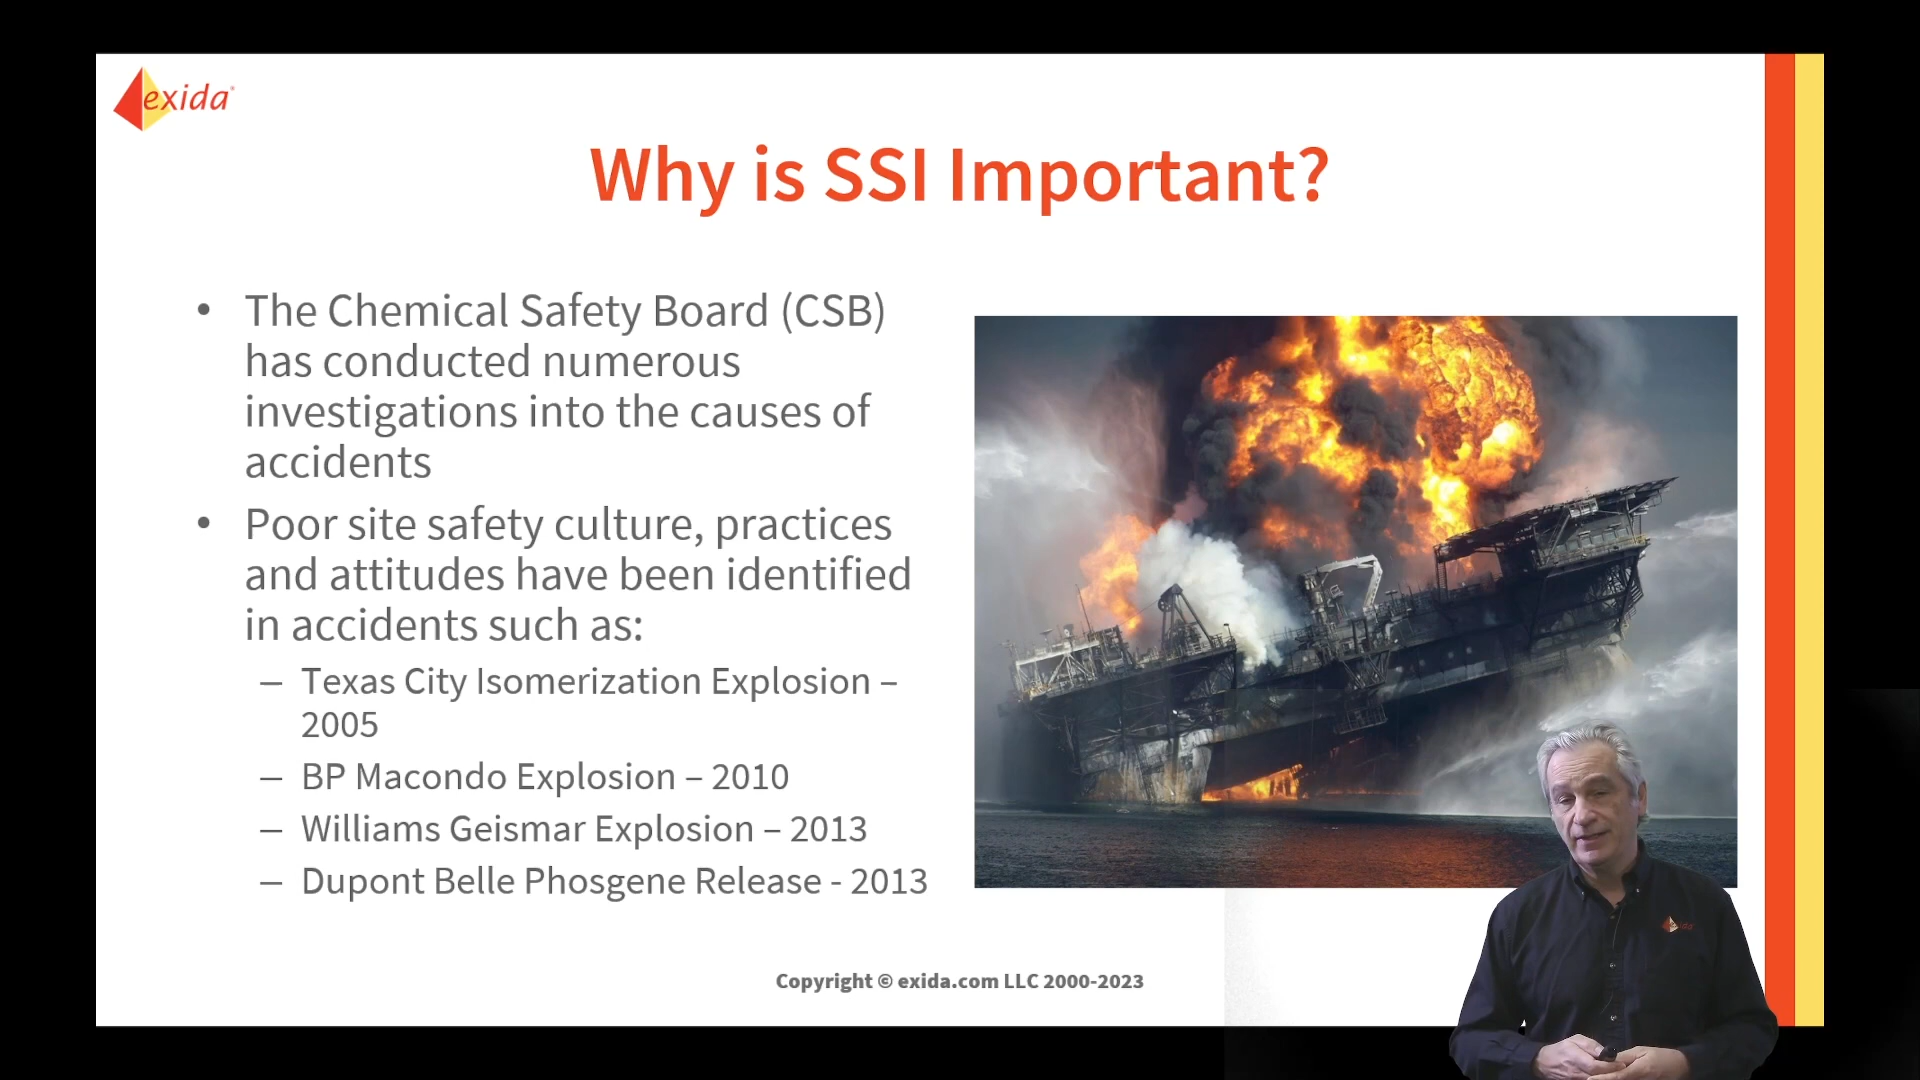 exida
Why is SSI Important?
• The Chemical Safety Board (CSB)
has conducted numerous
investigations into the causes of
accidents
• Poor site safety culture, practices
and attitudes have been identified
in accidents such as:
– Texas City Isomerization Explosion –
2005
– BP Macondo Explosion – 2010
– Williams Geismar Explosion – 2013
– Dupont Belle Phosgene Release - 2013
Copyright © exida.com LLC 2000-2023